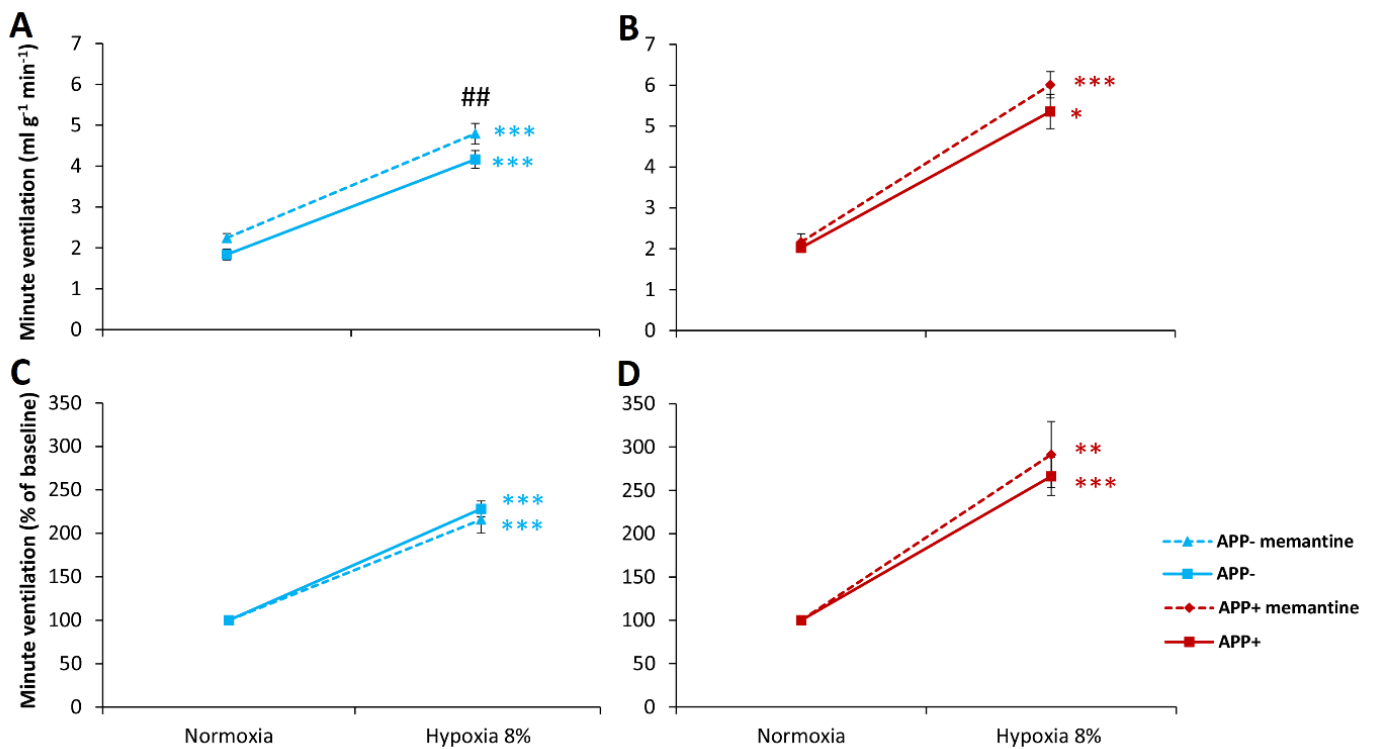 A
B
Minute ventilation (ml g⁻¹ min⁻¹)
7
6
5
4
3
2
1
0
##
***
***
7
6
5
4
3
2
1
0
***
*
C
D
Minute ventilation (% of baseline)
350
300
250
200
150
100
50
0
***
***
Normoxia
Hypoxia 8%
350
300
250
200
150
100
50
0
**
***
Normoxia
Hypoxia 8%
APP- memantine
APP-
APP+ memantine
APP+